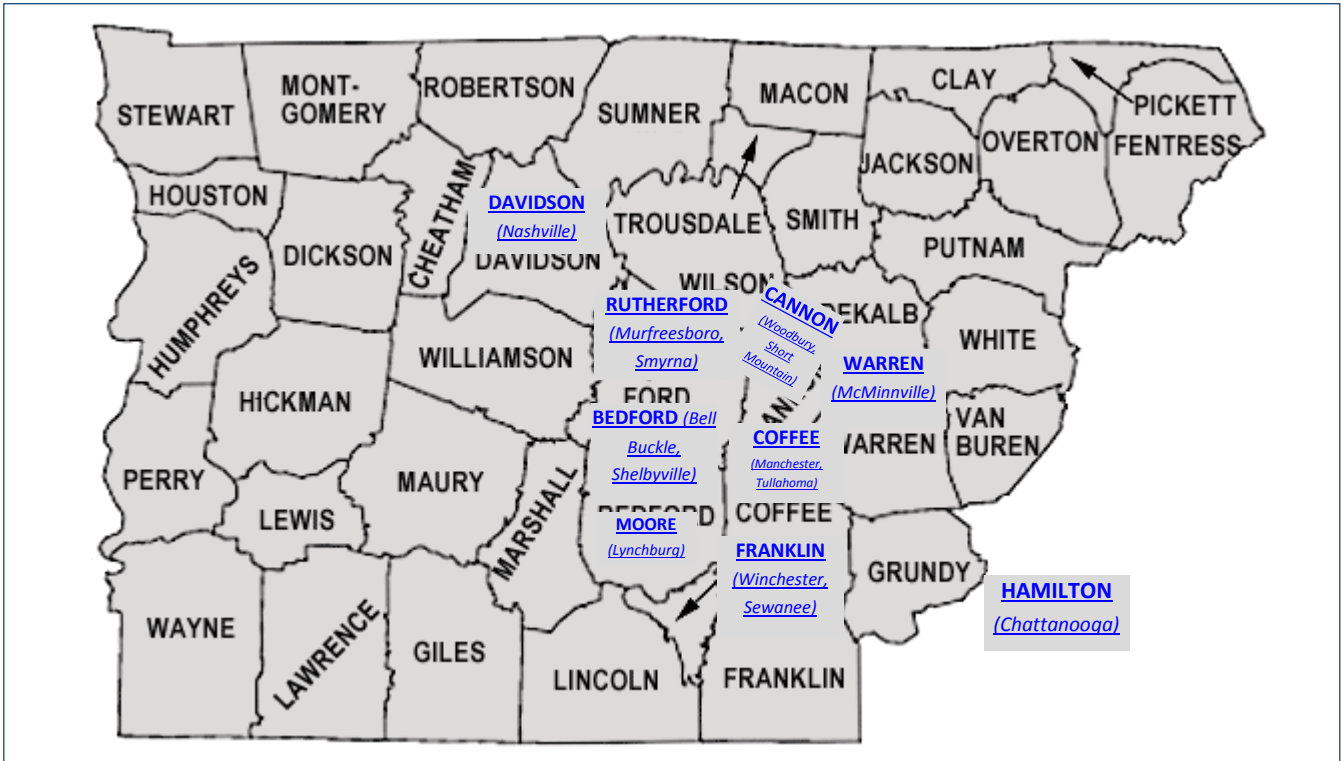 STEWART
MONT-
GOMERY
ROBERTSON
SUMNER
MACON
CLAY
PICKETT
OVERTON
FENTRESS
JACKSON
HOUSTON
CHEATHAM
DAVIDSON
(Nashville)
TROUSDALE
SMITH
PUTNAM
DICKSON
DAVIDSON
HUMPHREYS
WILSON
RUTHERFORD
(Murfreesboro,
Smyrna)
CANNON
(Woodbury,
Short
Mountain)
EKALB
WHITE
WILLIAMSON
WARREN
(McMinnville)
HICKMAN
FORD
BEDFORD (Bell
Buckle,
Shelbyville)
AN
COFFEE
(Manchester,
Tullahoma)
WARREN
VAN
BUREN
PERRY
MAURY
MARSHALL
LEWIS
BEDFORD
COFFEE
MOORE
(Lynchburg)
FRANKLIN
(Winchester,
Sewanee)
GRUNDY
HAMILTON
(Chattanooga)
WAYNE
LAWRENCE
GILES
LINCOLN
FRANKLIN